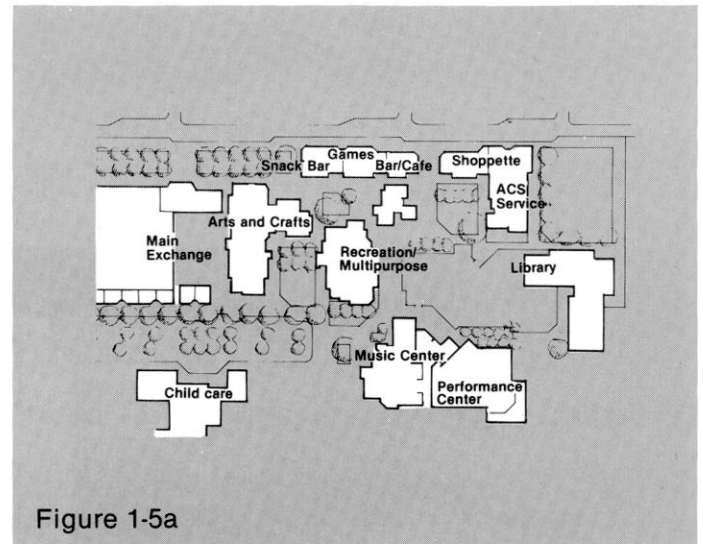 Games
Snack Bar
Bar/Cafe
Shoppette
ACS
Service
Arts and Crafts
Main
Exchange
Recreation/
Multipurpose
Library
Music Center
Performance
Center
Child care
Figure 1-5a